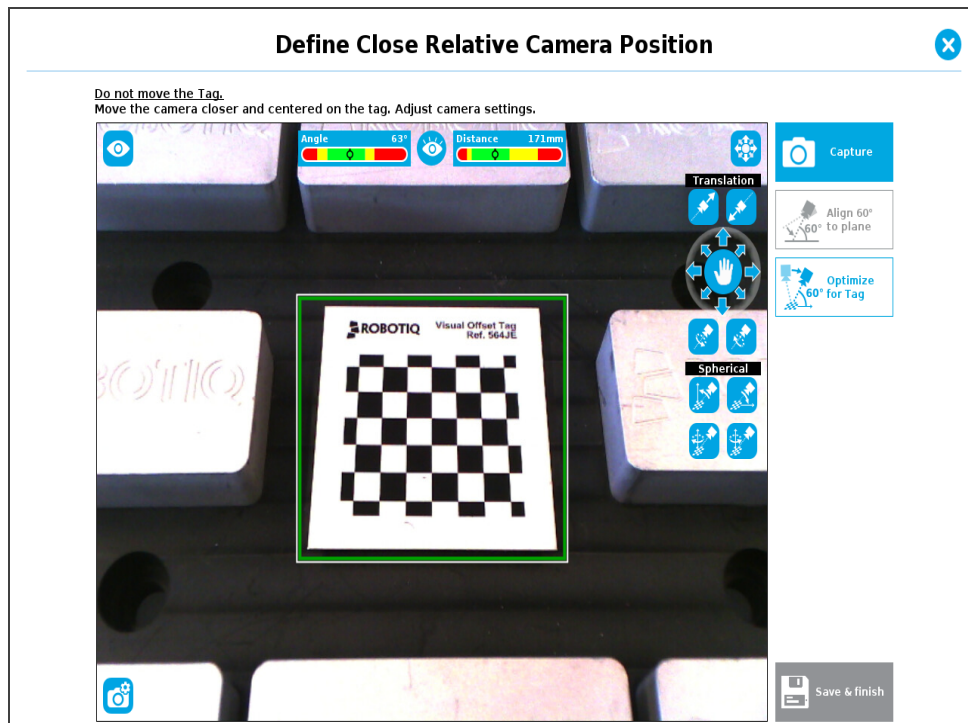 Define Close Relative Camera Position
Do not move the Tag.
Move the camera closer and centered on the tag. Adjust camera settings.
Angle 63°
Distance 171mm
Capture
Translation
Align 60°
to plane
60°
Optimize
for Tag
60°
ROBOTIQ
Visual Offset Tag
Ref. 564JE
Spherical
OTIQ
Save & finish